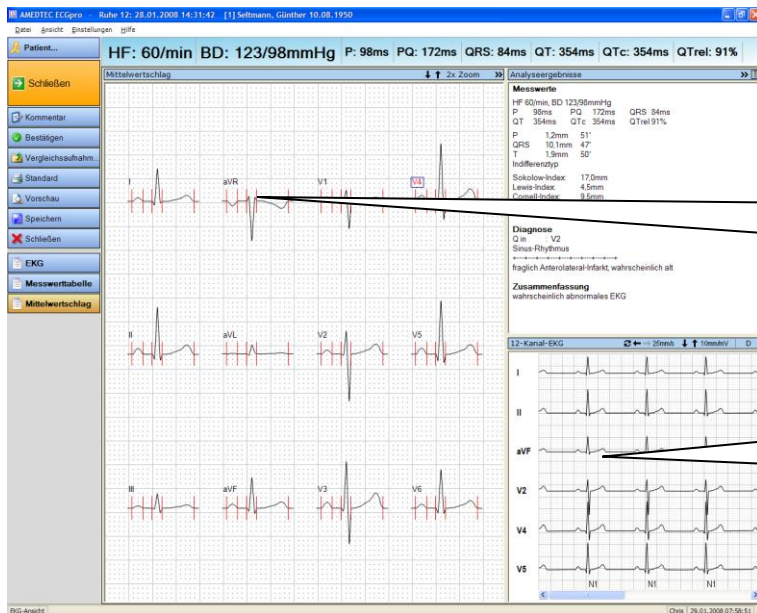 AMEDTEC ECGpro - Ruhe 12: 28.01.2008 14:31:42 [1] Seltmann, Günther 10.08.1950
Datei Ansicht Einstellungen Hilfe
Patient...
HF: 60/min BD: 123/98mmHg P: 98ms PQ: 172ms QRS: 84ms QT: 354ms QTc: 354ms QTrel: 91%
Schließen
Kommentar
Bestätigen
Vergleichsaufnahm...
Standard
Vorschau
Speichern
Schließen
EKG
Messwerttabelle
Mittelwertschlag
Mittelwertschlag 2x Zoom
I aVR V1 V4
II aVL V2 V5
III aVF V3 V6
Analyseergebnisse
Messwerte
HF 60/min, BD 123/98mmHg
P 98ms PQ 172ms QRS 84ms
QT 354ms QTc 354ms QTrel 91%
P 1,2mm 51°
QRS 10,1mm 47°
T 1,9mm 50°
Indifferenztyp
Sokolow-Index: 17,0mm
Lewis-Index: 4,5mm
Cornell-Index: 9,5mm
Diagnose
Q in : V2
Sinus-Rhythmus
fraglich Anterolateral-Infarkt, wahrscheinlich alt
Zusammenfassung
wahrscheinlich abnormales EKG
12-Kanal-EKG 25mm/s 10mm/mV D
I
II
aVF
V2
V4
V5
N1 N1 N1
EKG-Ansicht Chris 29.01.2008 07:58:51